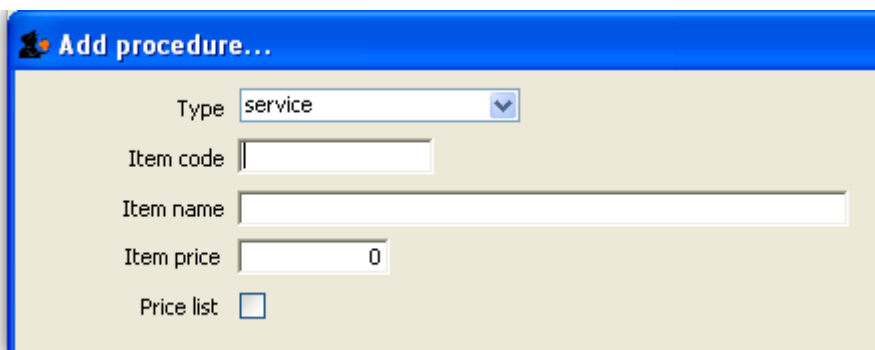 Add procedure...
Type service
Item code
Item name
Item price 0
Price list